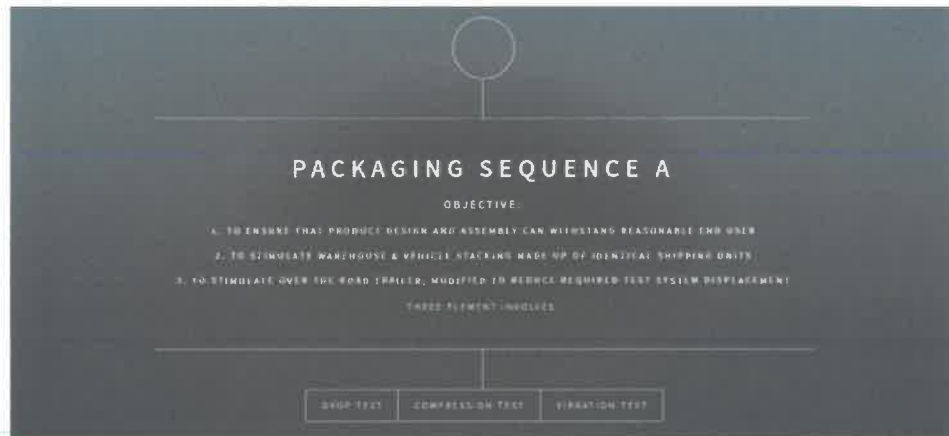 PACKAGING SEQUENCE A
OBJECTIVE:
1. TO ENSURE THAT PRODUCT DESIGN AND ASSEMBLY CAN WITHSTAND REASONABLE END USER
2. TO STIMULATE WAREHOUSE & VEHICLE STACKING MADE UP OF IDENTICAL SHIPPING UNITS
3. TO STIMULATE OVER THE ROAD TRAILER, MODIFIED TO REDUCE REQUIRED TEST SYSTEM DISPLACEMENT
THREE ELEMENT INVOLVES
DROP TEST
COMPRESSION TEST
VIBRATION TEST